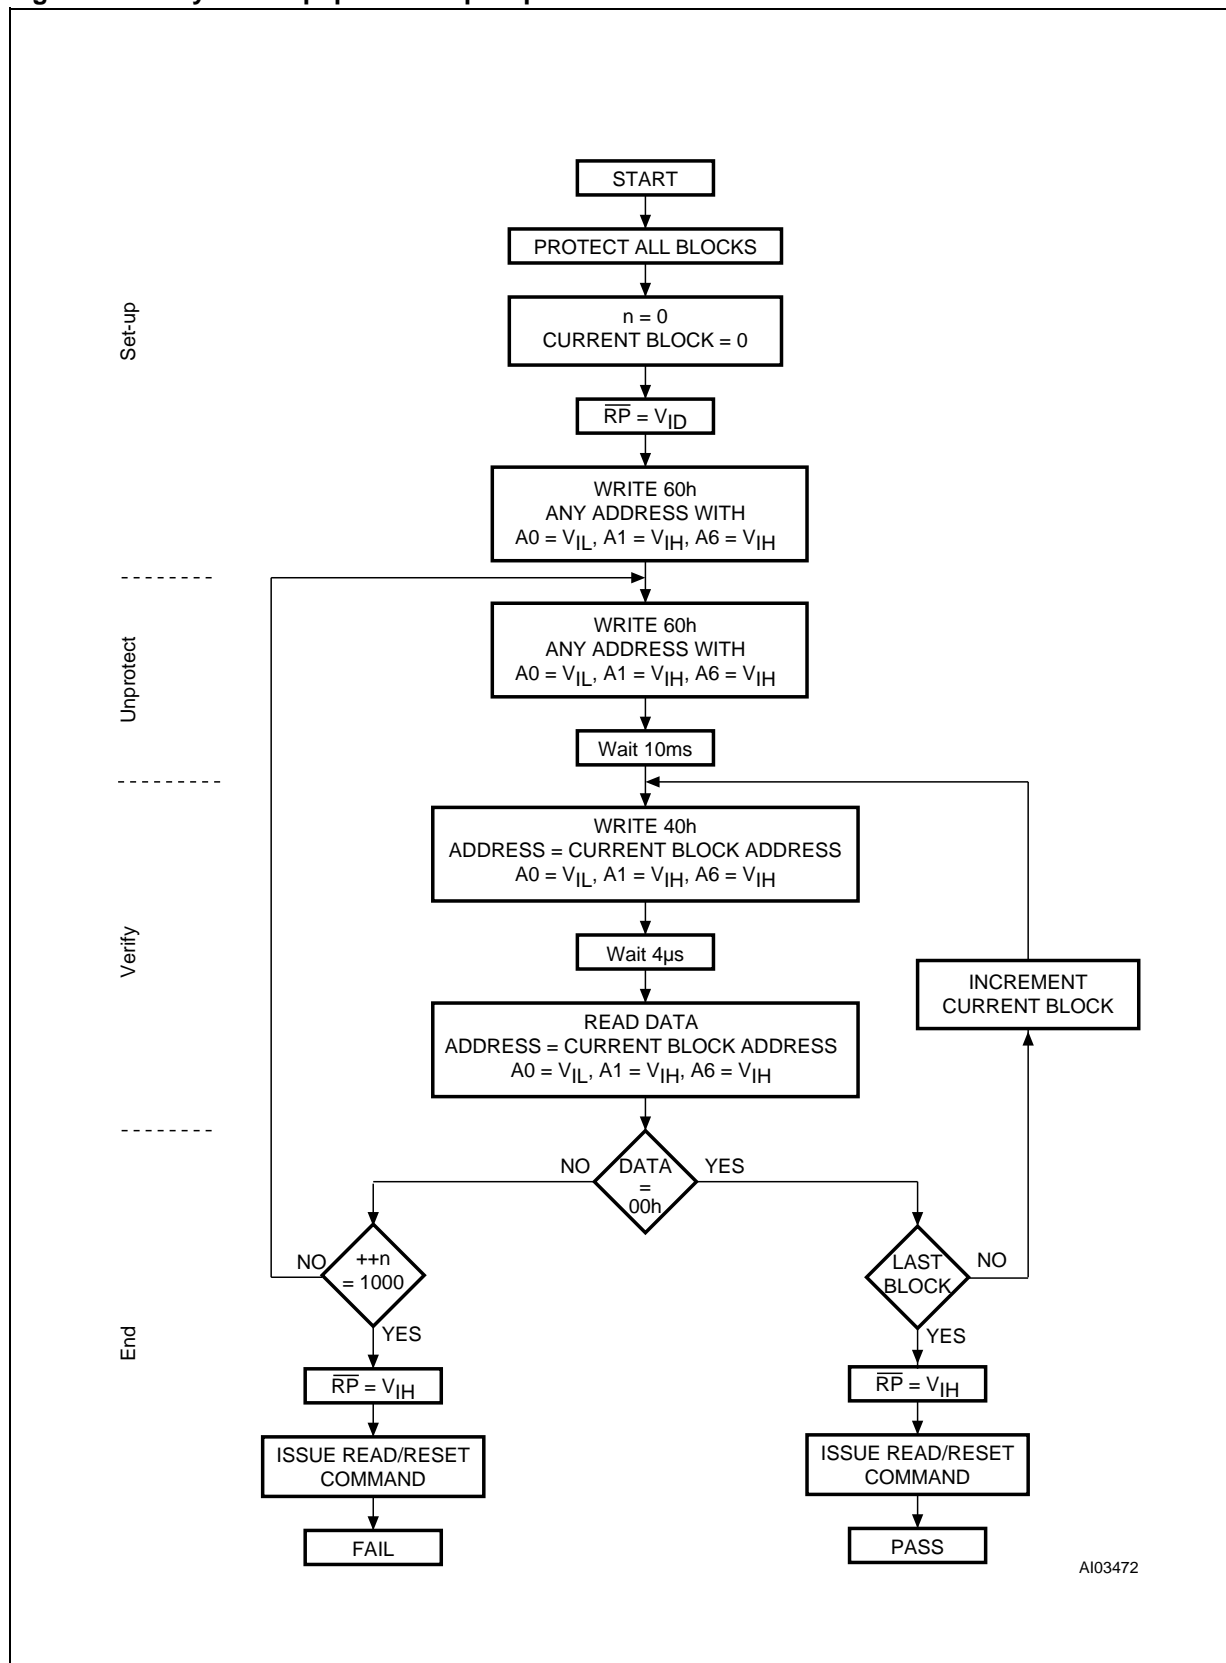 START
PROTECT ALL BLOCKS
n = 0
CURRENT BLOCK = 0
Set-up
RP = VID
WRITE 60h
ANY ADDRESS WITH
A0 = VIL, A1 = VIH, A6 = VIH
WRITE 60h
ANY ADDRESS WITH
A0 = VIL, A1 = VIH, A6 = VIH
Unprotect
Wait 10ms
WRITE 40h
ADDRESS = CURRENT BLOCK ADDRESS
A0 = VIL, A1 = VIH, A6 = VIH
Verify
Wait 4µs
INCREMENT
CURRENT BLOCK
READ DATA
ADDRESS = CURRENT BLOCK ADDRESS
A0 = VIL, A1 = VIH, A6 = VIH
NO
DATA
=
00h
YES
NO
++n
= 1000
YES
LAST
BLOCK
NO
YES
End
RP = VIH
RP = VIH
ISSUE READ/RESET
COMMAND
ISSUE READ/RESET
COMMAND
FAIL
PASS
AI03472